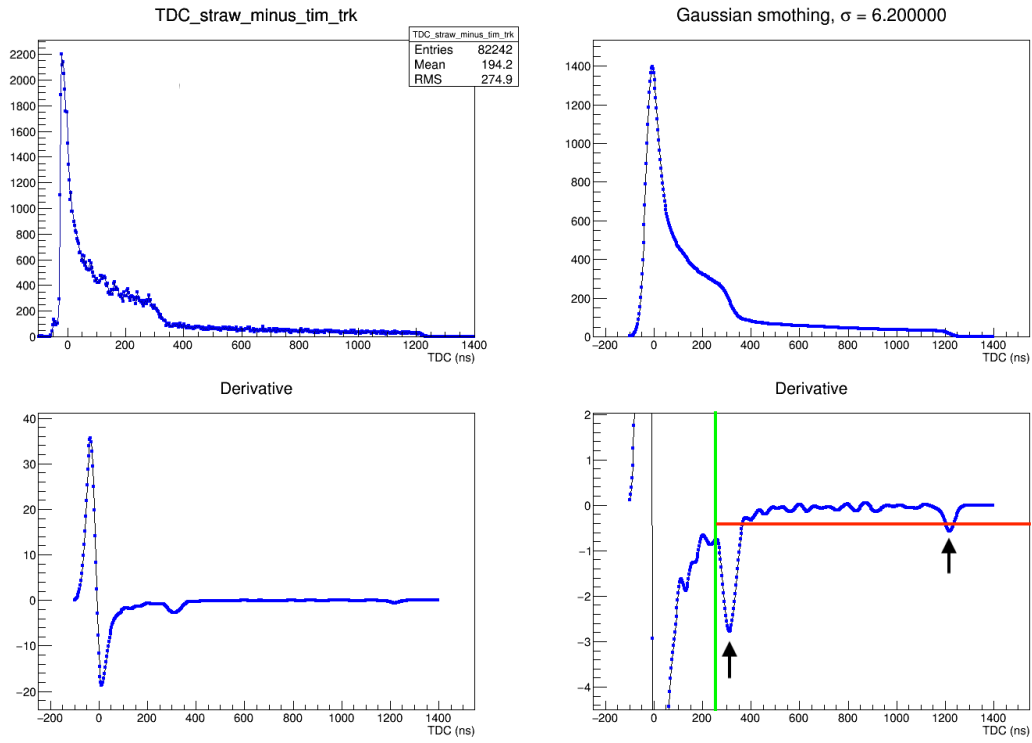 TDC_straw_minus_tim_trk
TDC_straw_minus_tim_trk
Entries 82242
Mean 194.2
RMS 274.9
2200
2000
1800
1600
1400
1200
1000
800
600
400
200
0
0 200 400 600 800 1000 1200 1400
TDC (ns)
Gaussian smothing, σ = 6.200000
1400
1200
1000
800
600
400
200
0
−200 0 200 400 600 800 1000 1200 1400
TDC (ns)
Derivative
40
30
20
10
0
−10
−20
−200 0 200 400 600 800 1000 1200 1400
TDC (ns)
Derivative
2
1
0
−1
−2
−3
−4
−200 0 200 400 600 800 1000 1200 1400
TDC (ns)